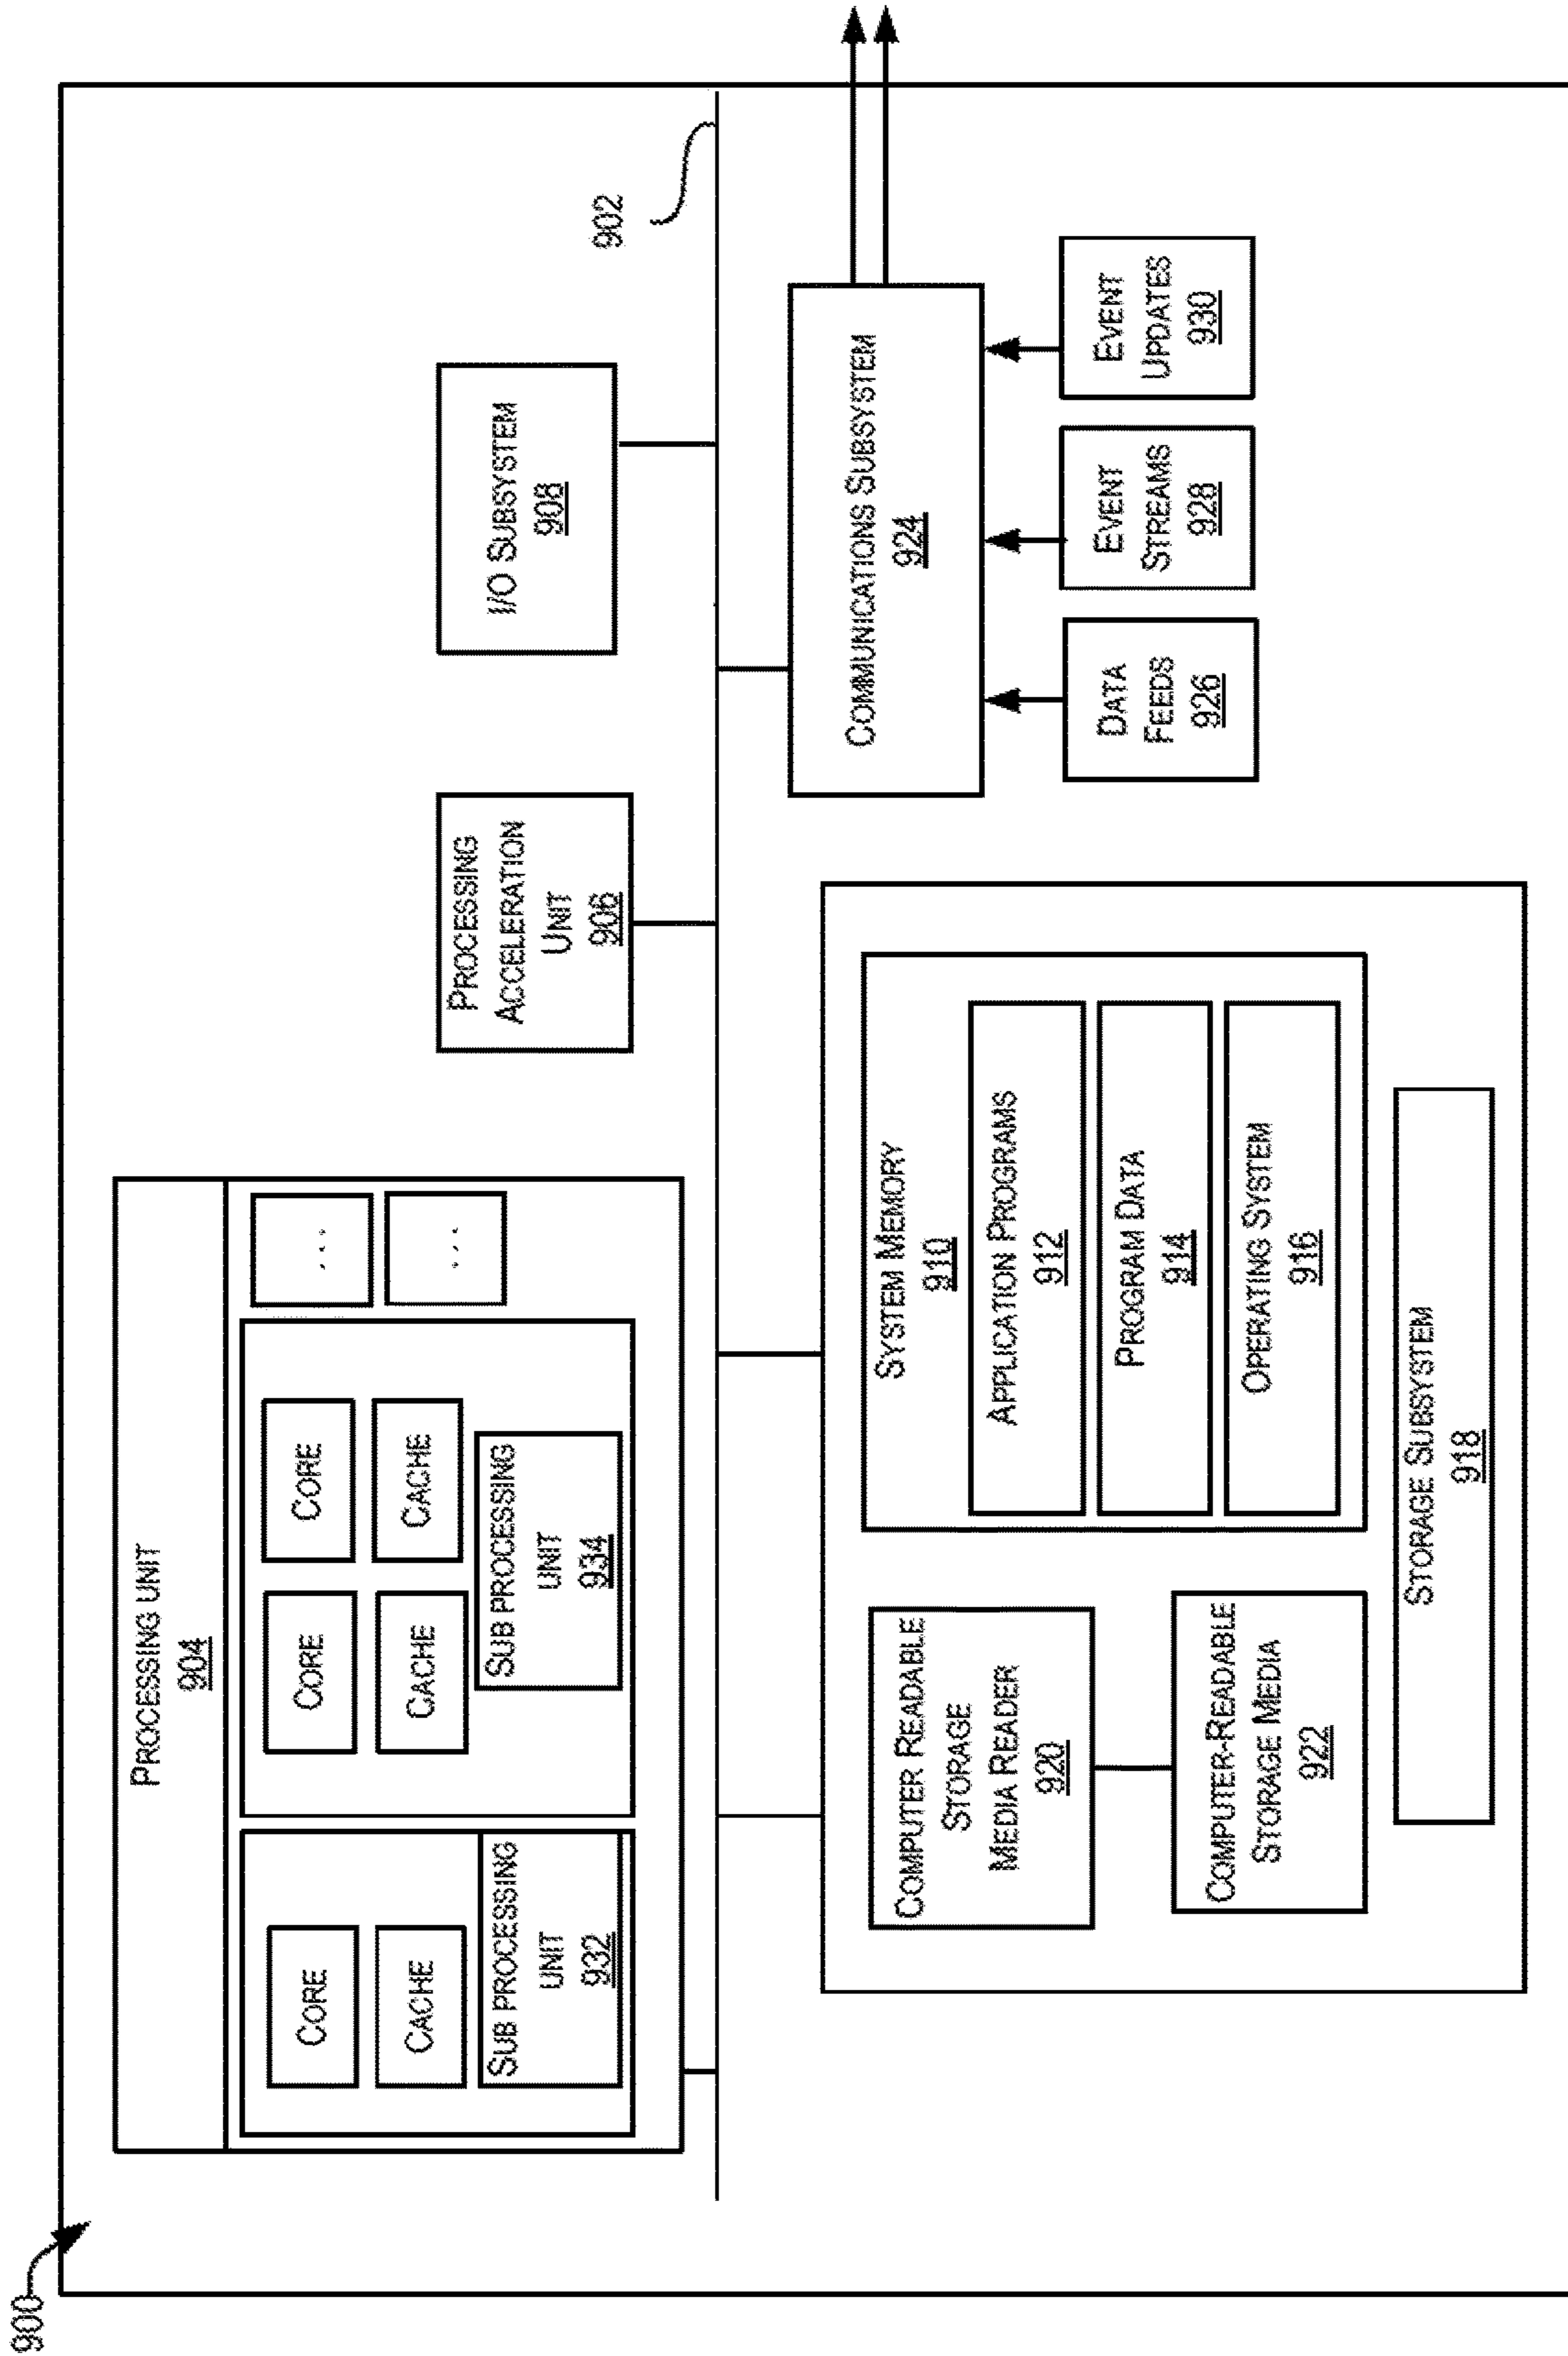 900
PROCESSING UNIT
904
CORE
CACHE
SUB PROCESSING
UNIT
932
CORE
CORE
CACHE
CACHE
SUB PROCESSING
UNIT
934
...
...
PROCESSING
ACCELERATION
UNIT
906
I/O SUBSYSTEM
908
902
COMPUTER READABLE
STORAGE
MEDIA READER
920
COMPUTER-READABLE
STORAGE MEDIA
922
SYSTEM MEMORY
910
APPLICATION PROGRAMS
912
PROGRAM DATA
914
OPERATING SYSTEM
916
STORAGE SUBSYSTEM
918
COMMUNICATIONS SUBSYSTEM
924
DATA
FEEDS
926
EVENT
STREAMS
928
EVENT
UPDATES
930